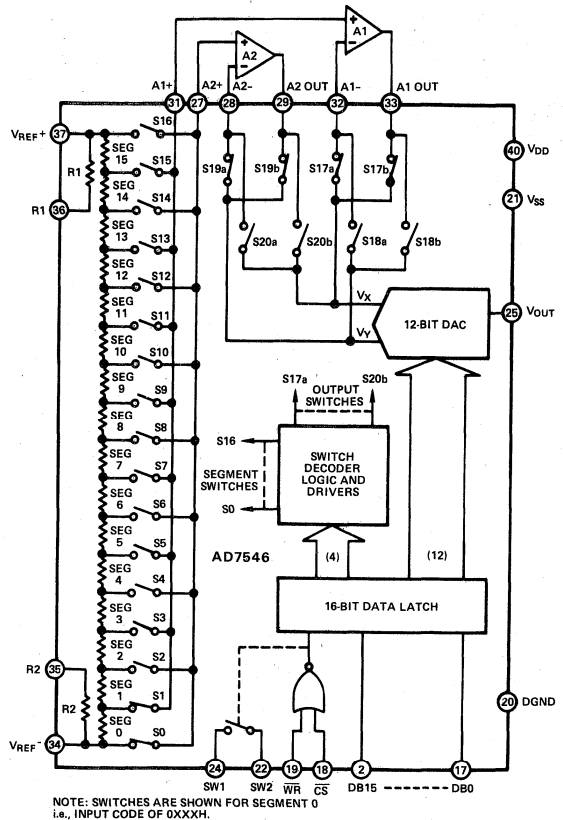 A1
+
−
A2
+
−
A1+
A2+
A2−
A2 OUT
A1−
A1 OUT
31
27
28
29
32
33
VREF+
37
R1
R1
36
SEG
15
SEG
14
SEG
13
SEG
12
SEG
11
SEG
10
SEG
9
SEG
8
SEG
7
SEG
6
SEG
5
SEG
4
SEG
3
SEG
2
SEG
1
SEG
0
S16
S15
S14
S13
S12
S11
S10
S9
S8
S7
S6
S5
S4
S3
S2
S1
S0
R2
35
R2
VREF-
34
S19a
S19b
S17a
S17b
S20a
S20b
S18a
S18b
40
VDD
21
VSS
VX
VY
12-BIT DAC
25
VOUT
S17a
S20b
OUTPUT
SWITCHES
S16
SEGMENT
SWITCHES
S0
SWITCH
DECODER
LOGIC AND
DRIVERS
AD7546
(4)
(12)
16-BIT DATA LATCH
20
DGND
24
22
19
18
2
17
SW1
SW2
WR
CS
DB15
DB0
NOTE: SWITCHES ARE SHOWN FOR SEGMENT 0
i.e., INPUT CODE OF 0XXXH.